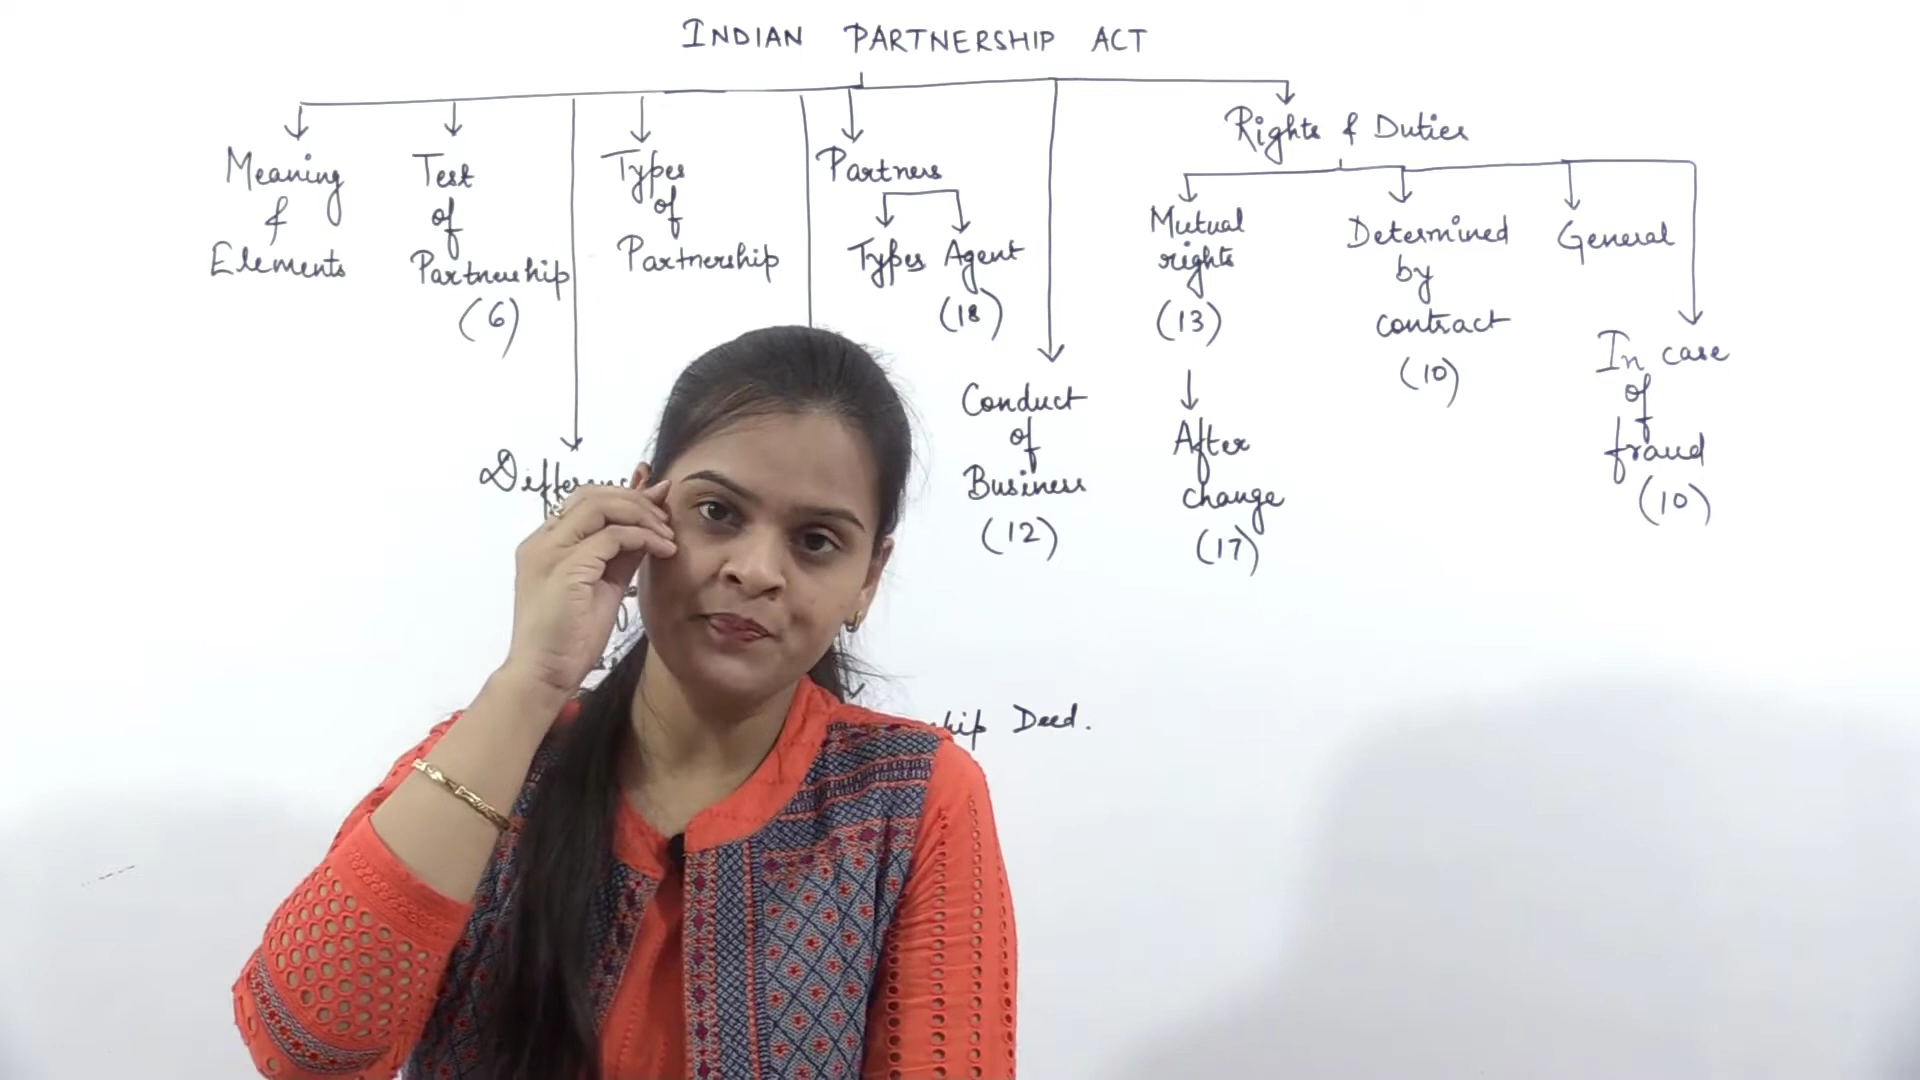 INDIAN PARTNERSHIP ACT
Meaning
&
Elements
Test
of
Partnership
(6)
Types
of
Partnership
Partners
Types Agent
(18)
Conduct
of
Business
(12)
Rights & Duties
Mutual
rights
(13)
After
change
(17)
Determined
by
contract
(10)
General
In case
of
fraud
(10)
Deed.